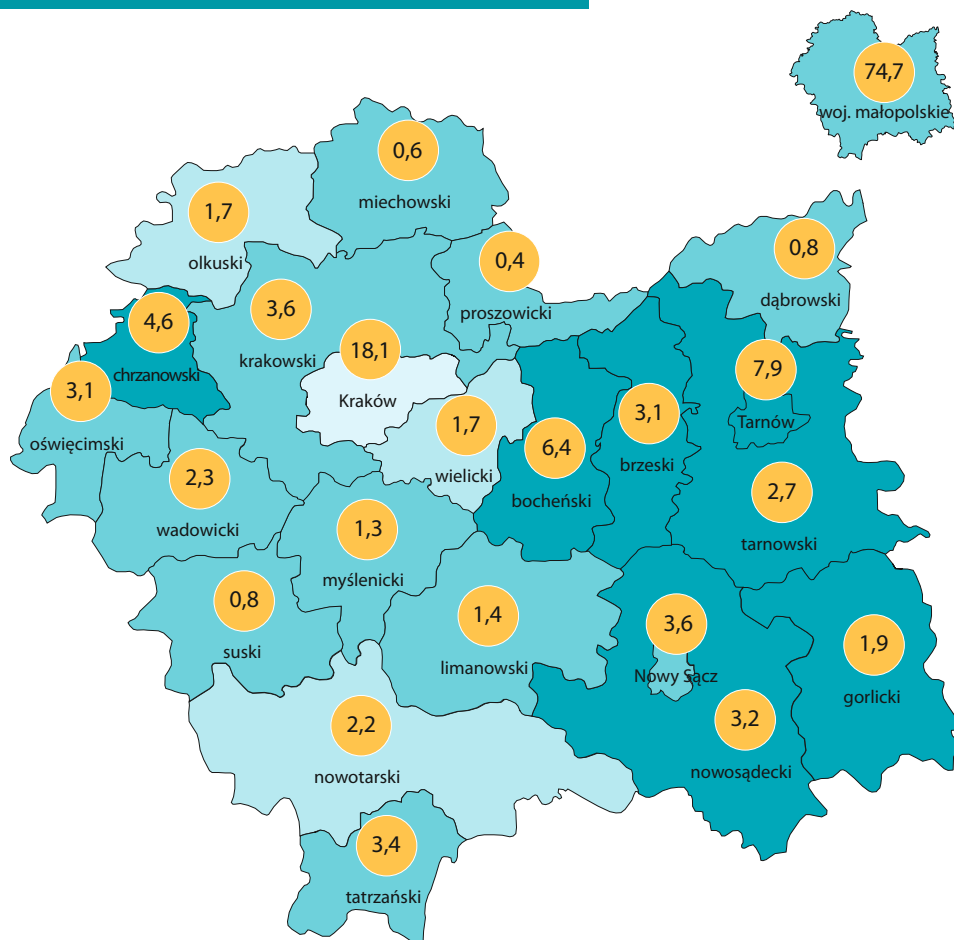 74,7
woj. małopolskie
0,6
miechowski
1,7
olkuski
0,8
dąbrowski
0,4
proszowicki
3,6
krakowski
4,6
chrzanowski
18,1
Kraków
7,9
Tarnów
3,1
oświęcimski
3,1
brzeski
1,7
wielicki
6,4
bocheński
2,3
wadowicki
2,7
tarnowski
1,3
myślenicki
0,8
suski
1,4
limanowski
3,6
Nowy Sącz
1,9
gorlicki
2,2
nowotarski
3,2
nowosądecki
3,4
tatrzański